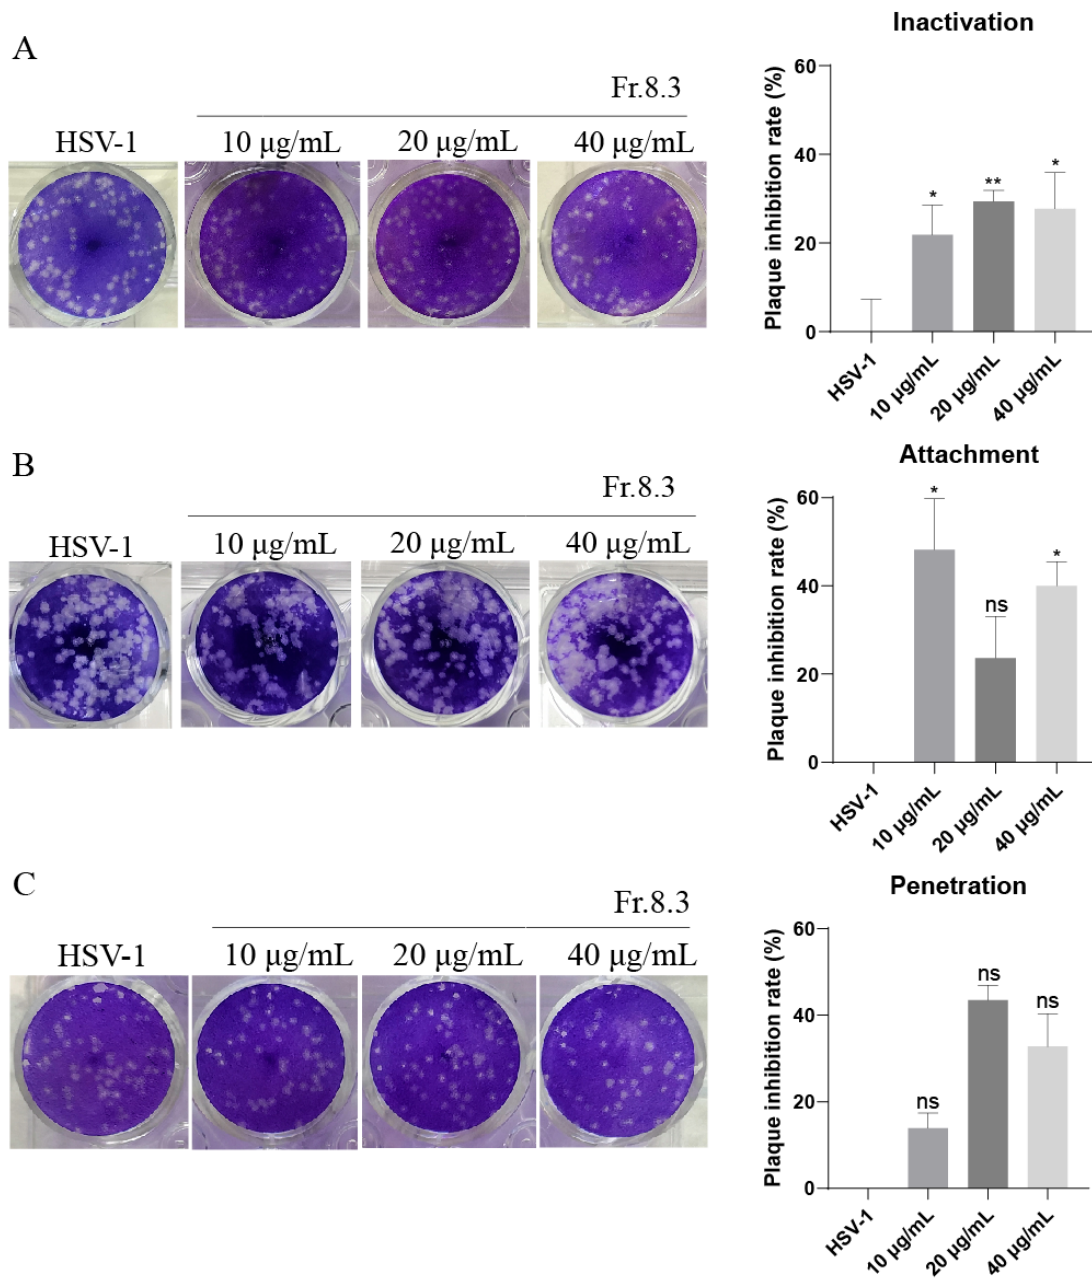 A
Fr.8.3
HSV-1 10 μg/mL 20 μg/mL 40 μg/mL
Inactivation
Plaque inhibition rate (%)
60
40
20
0
* ** *
HSV-1 10 μg/mL 20 μg/mL 40 μg/mL
B
Fr.8.3
HSV-1 10 μg/mL 20 μg/mL 40 μg/mL
Attachment
Plaque inhibition rate (%)
60
40
20
0
* ns *
HSV-1 10 μg/mL 20 μg/mL 40 μg/mL
C
Fr.8.3
HSV-1 10 μg/mL 20 μg/mL 40 μg/mL
Penetration
Plaque inhibition rate (%)
60
40
20
0
ns ns ns
HSV-1 10 μg/mL 20 μg/mL 40 μg/mL